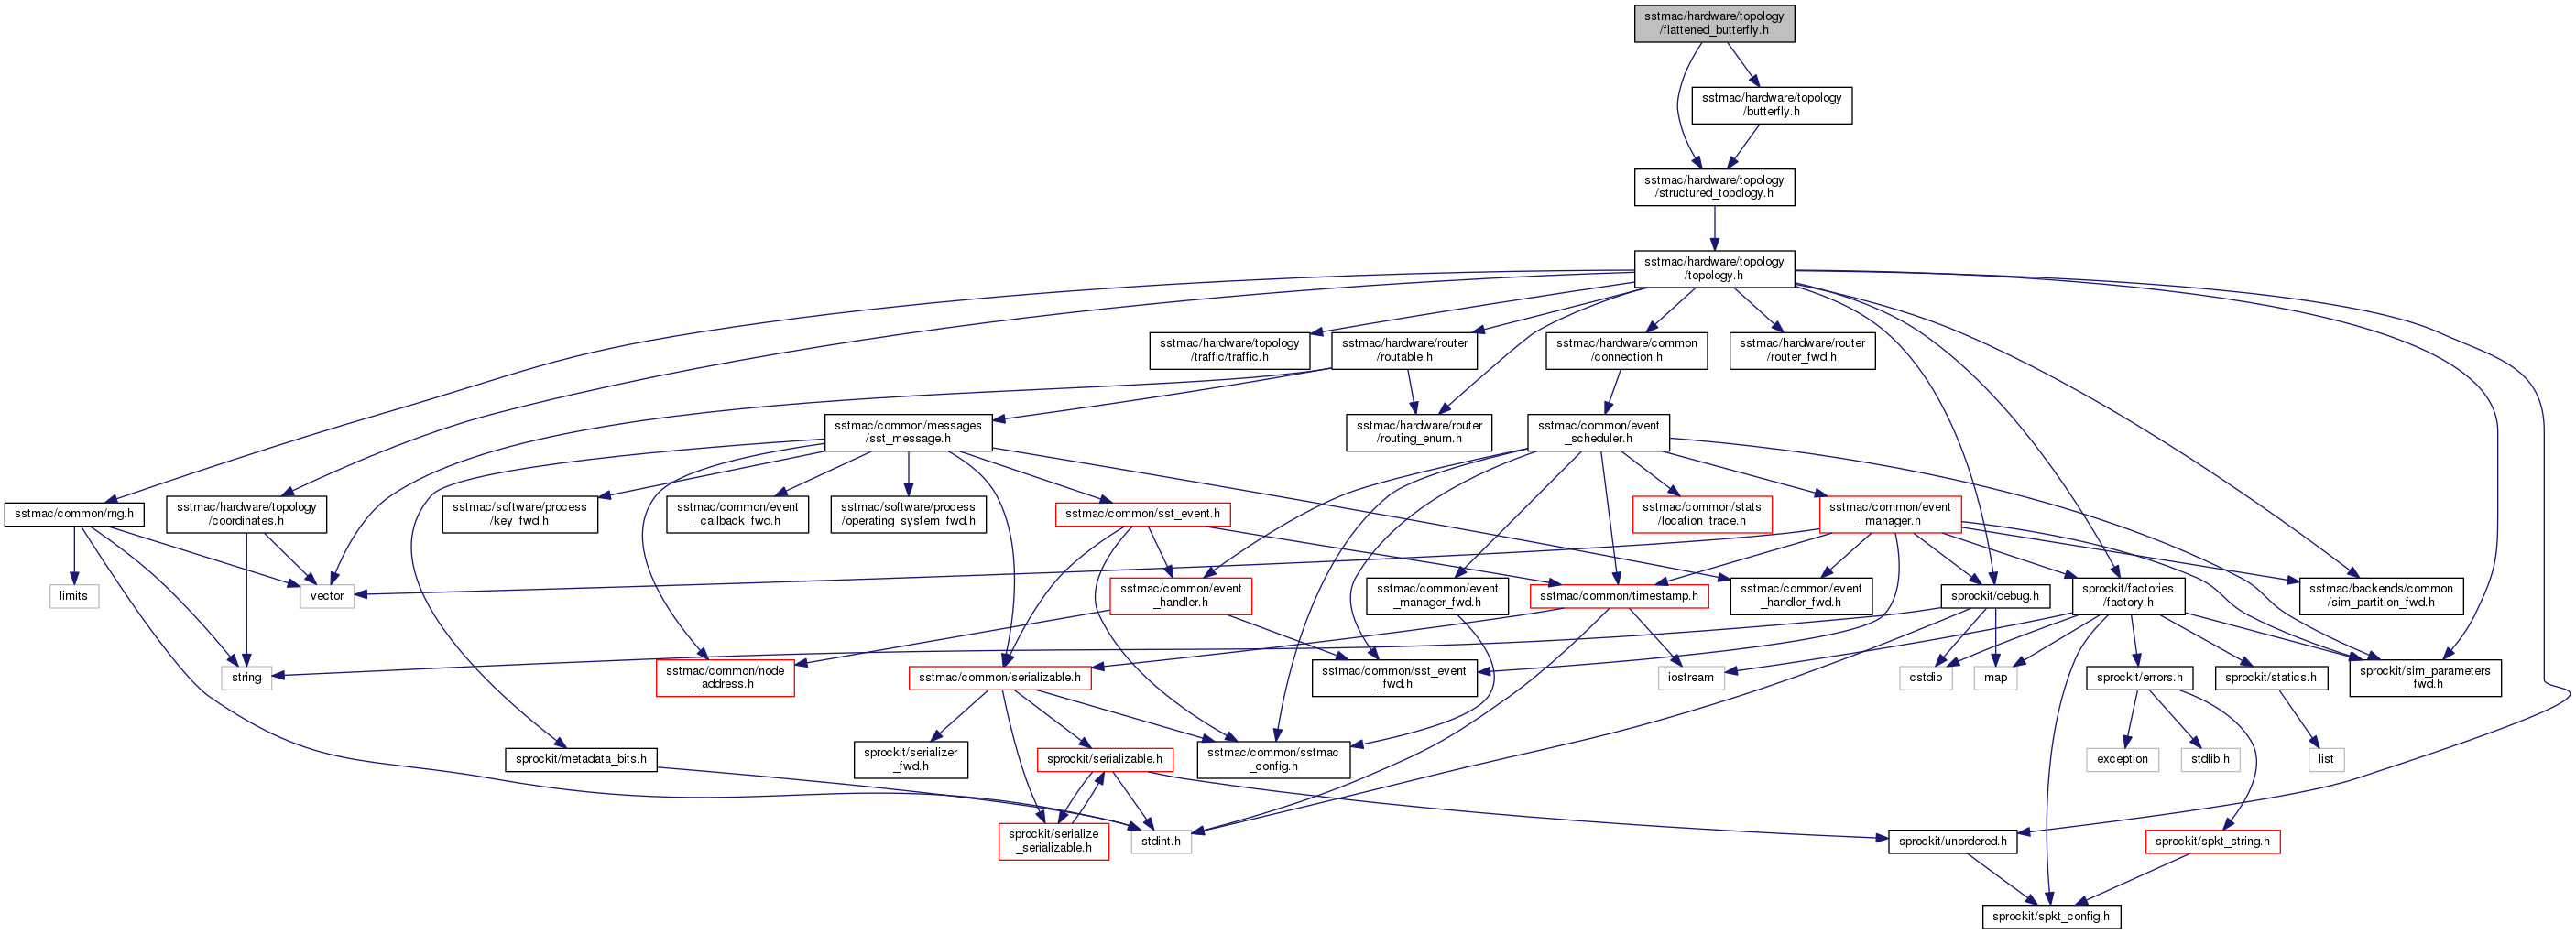 sstmac/hardware/topology
/flattened_butterfly.h
sstmac/hardware/topology
/butterfly.h
sstmac/hardware/topology
/structured_topology.h
sstmac/hardware/topology
/topology.h
sstmac/hardware/topology
/traffic/traffic.h
sstmac/hardware/router
/routable.h
sstmac/hardware/common
/connection.h
sstmac/hardware/router
/router_fwd.h
sstmac/common/messages
/sst_message.h
sstmac/hardware/router
/routing_enum.h
sstmac/common/event
_scheduler.h
sstmac/common/rng.h
sstmac/hardware/topology
/coordinates.h
sstmac/software/process
/key_fwd.h
sstmac/common/event
_callback_fwd.h
sstmac/software/process
/operating_system_fwd.h
sstmac/common/sst_event.h
sstmac/common/stats
/location_trace.h
sstmac/common/event
_manager.h
limits
vector
sstmac/common/event
_handler.h
sstmac/common/event
_manager_fwd.h
sstmac/common/timestamp.h
sstmac/common/event
_handler_fwd.h
sprockit/debug.h
sprockit/factories
/factory.h
sstmac/backends/common
/sim_partition_fwd.h
string
sstmac/common/node
_address.h
sstmac/common/serializable.h
sstmac/common/sst_event
_fwd.h
iostream
cstdio
map
sprockit/errors.h
sprockit/statics.h
sprockit/sim_parameters
_fwd.h
sprockit/metadata_bits.h
sprockit/serializer
_fwd.h
sprockit/serializable.h
sstmac/common/sstmac
_config.h
exception
stdlib.h
list
sprockit/serialize
_serializable.h
stdint.h
sprockit/unordered.h
sprockit/spkt_string.h
sprockit/spkt_config.h